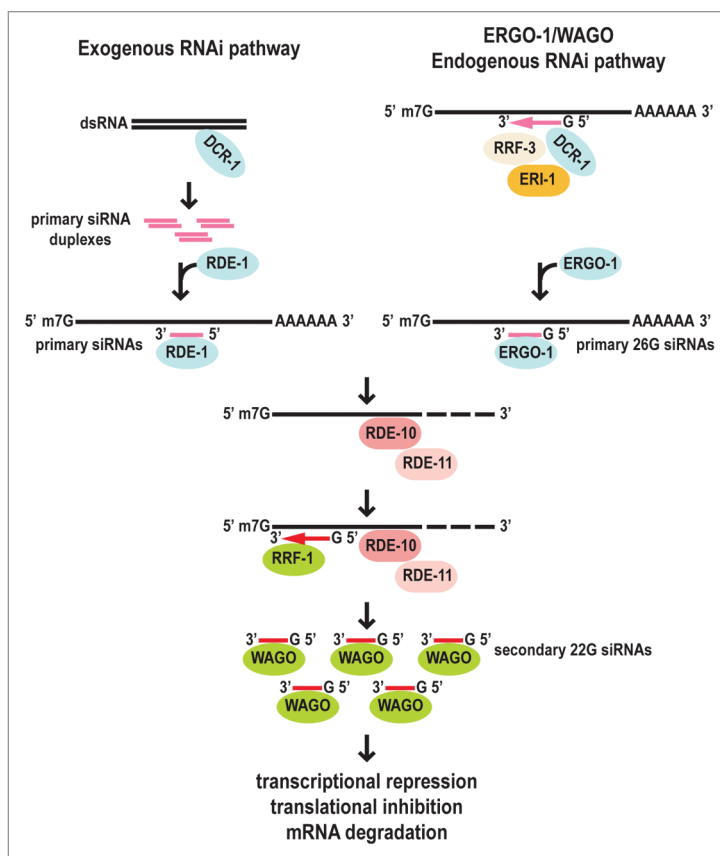 Exogenous RNAi pathway
ERGO-1/WAGO
Endogenous RNAi pathway
dsRNA
DCR-1
5’ m7G AAAAAA 3’
3’ G 5’
RRF-3
DCR-1
ERI-1
primary siRNA
duplexes
RDE-1
ERGO-1
5’ m7G AAAAAA 3’
3’ 5’
primary siRNAs
RDE-1
5’ m7G AAAAAA 3’
3’ G 5’
ERGO-1
primary 26G siRNAs
5’ m7G 3’
RDE-10
RDE-11
5’ m7G 3’
3’ G 5’
RRF-1
RDE-10
RDE-11
3’ G 5’ 3’ G 5’ 3’ G 5’
WAGO WAGO WAGO
secondary 22G siRNAs
3’ G 5’ 3’ G 5’
WAGO WAGO
transcriptional repression
translational inhibition
mRNA degradation